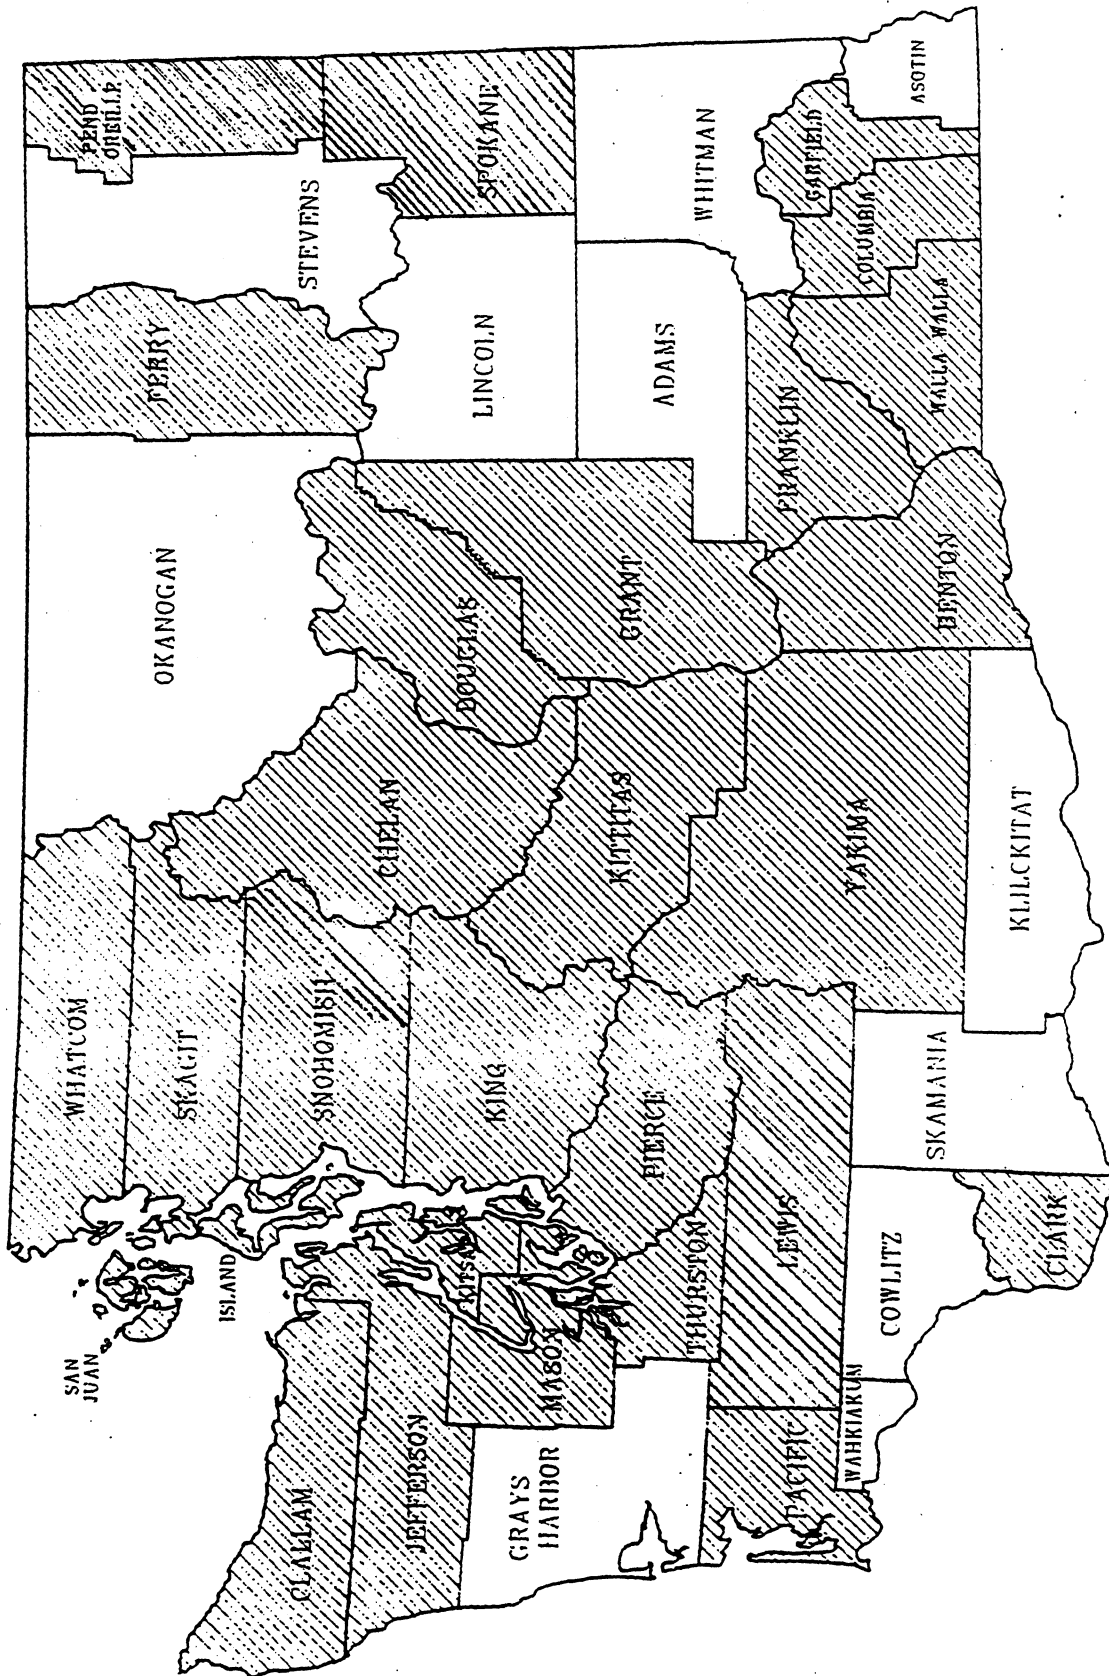 CLALLAM
JEFFERSON
GRAYS
HARBOR
MASON
PACIFIC
WAHKIAKUM
SAN
JUAN
ISLAND
KITSAP
THURSTON
LEWIS
COWLITZ
CLARK
WHATCOM
SKAGIT
SNOHOMISH
KING
PIERCE
SKAMANIA
OKANOGAN
CHELAN
DOUGLAS
KITTITAS
GRANT
YAKIMA
KLILCKITAT
BENTON
FERRY
STEVENS
PEND
OREILLE
LINCOLN
SPOKANE
ADAMS
WHITMAN
FRANKLIN
WALLA WALLA
COLUMBIA
GARFIELD
ASOTIN